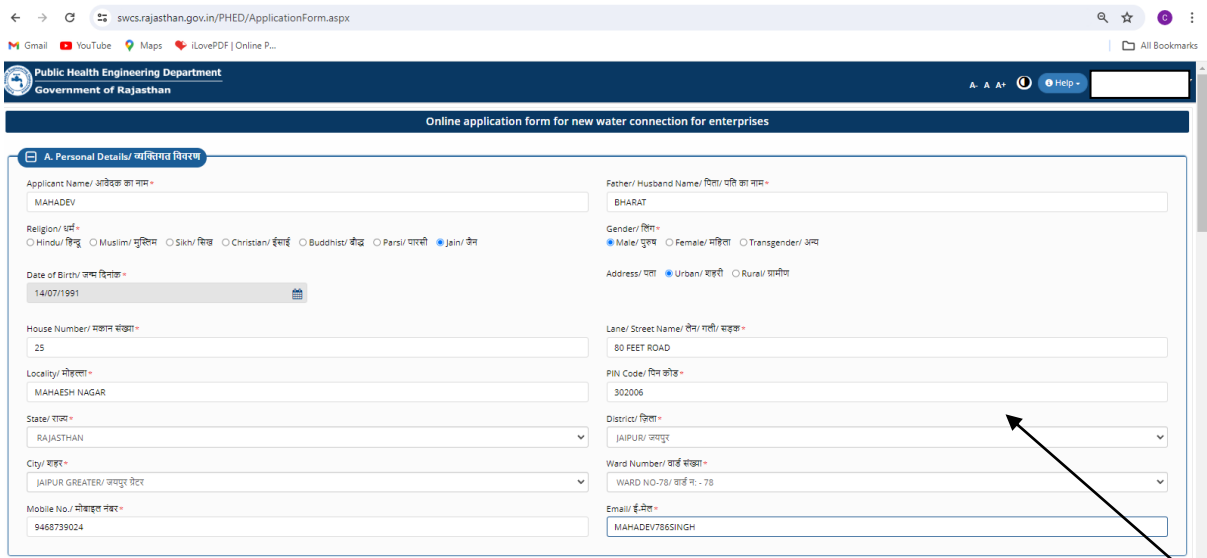 swcs.rajasthan.gov.in/PHED/ApplicationForm.aspx
C
Gmail YouTube Maps iLovePDF | Online P... All Bookmarks
Public Health Engineering Department
Government of Rajasthan
A- A A+ Help
Online application form for new water connection for enterprises
A. Personal Details/ व्यक्तिगत विवरण
Applicant Name/ आवेदक का नाम* Father/ Husband Name/ पिता/ पति का नाम*
MAHADEV BHARAT
Religion/ धर्म* Gender/ लिंग*
Hindu/ हिन्दू Muslim/ मुस्लिम Sikh/ सिख Christian/ ईसाई Buddhist/ बौद्ध Parsi/ पारसी Jain/ जैन Male/ पुरुष Female/ महिला Transgender/ अन्य
Date of Birth/ जन्म दिनांक* Address/ पता Urban/ शहरी Rural/ ग्रामीण
14/07/1991
House Number/ मकान संख्या* Lane/ Street Name/ लेन/ गली/ सड़क*
25 80 FEET ROAD
Locality/ मोहल्ला* PIN Code/ पिन कोड*
MAHAESH NAGAR 302006
State/ राज्य* District/ ज़िला*
RAJASTHAN JAIPUR/ जयपुर
City/ शहर* Ward Number/ वार्ड संख्या*
JAIPUR GREATER/ जयपुर ग्रेटर WARD NO-78/ वार्ड न: - 78
Mobile No./ मोबाइल नंबर* Email/ ई-मेल*
9468739024 MAHADEV786SINGH